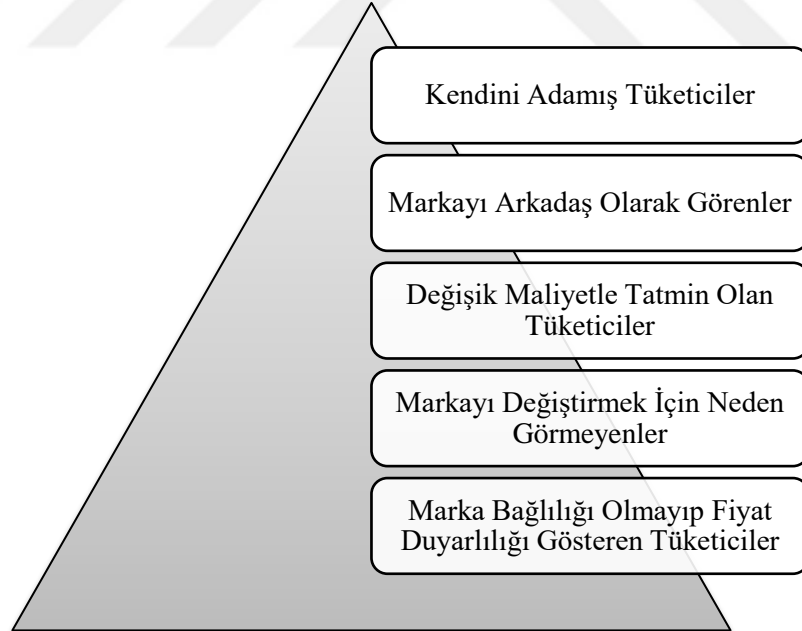 Kendini Adamış Tüketiciler
Markayı Arkadaş Olarak Görenler
Değişik Maliyetle Tatmin Olan
Tüketiciler
Markayı Değiştirmek İçin Neden
Görmeyenler
Marka Bağlılığı Olmayıp Fiyat
Duyarlılığı Gösteren Tüketiciler